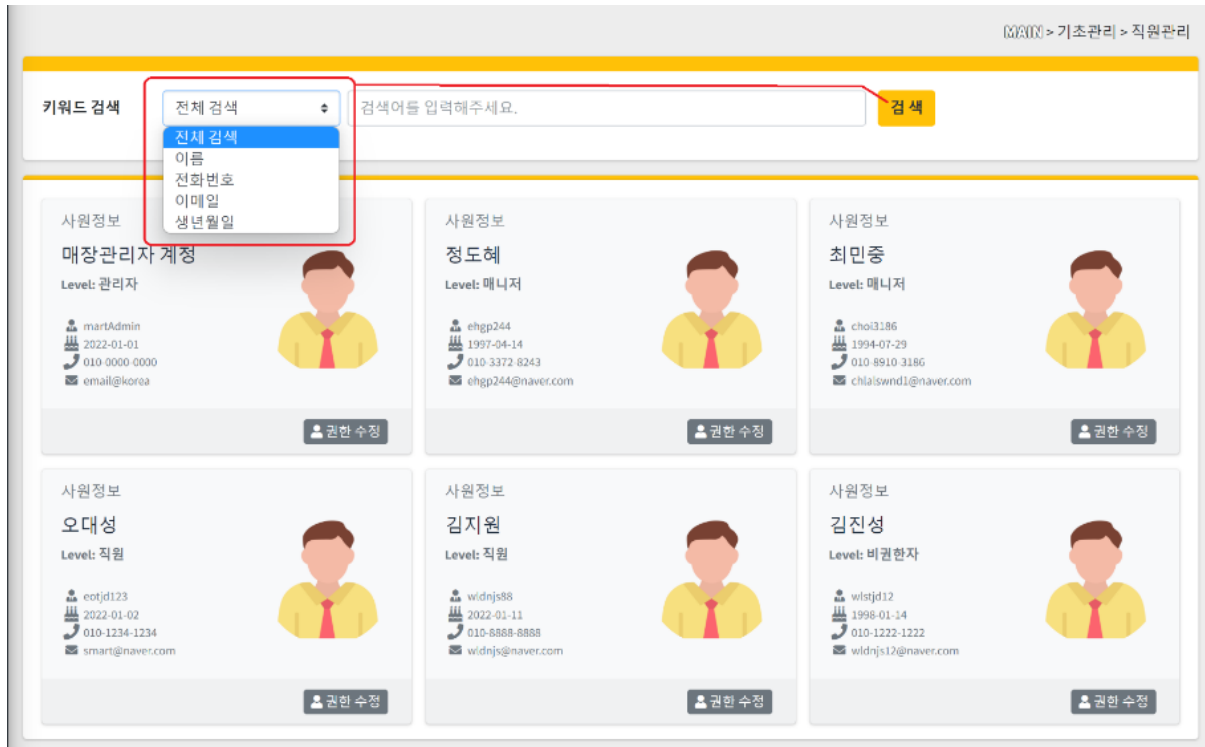 MAIN > 기초관리 > 직원관리
키워드 검색
전체 검색
검색어를 입력해주세요.
검색
전체 검색
이름
전화번호
이메일
생년월일
사원정보
매장관리자 계정
Level: 관리자
martAdmin
2022-01-01
010-0000-0000
email@korea
권한 수정
사원정보
정도혜
Level: 매니저
ehgp244
1997-04-14
010-3372-8243
ehgp244@naver.com
권한 수정
사원정보
최민중
Level: 매니저
choi3186
1994-07-29
010-8910-3186
chlalswnd1@naver.com
권한 수정
사원정보
오대성
Level: 직원
eotjd123
2022-01-02
010-1234-1234
smart@naver.com
권한 수정
사원정보
김지원
Level: 직원
wldnjs88
2022-01-11
010-8888-8888
wldnjs@naver.com
권한 수정
사원정보
김진성
Level: 비권한자
wlstjd12
1998-01-14
010-1222-1222
wldnjs12@naver.com
권한 수정